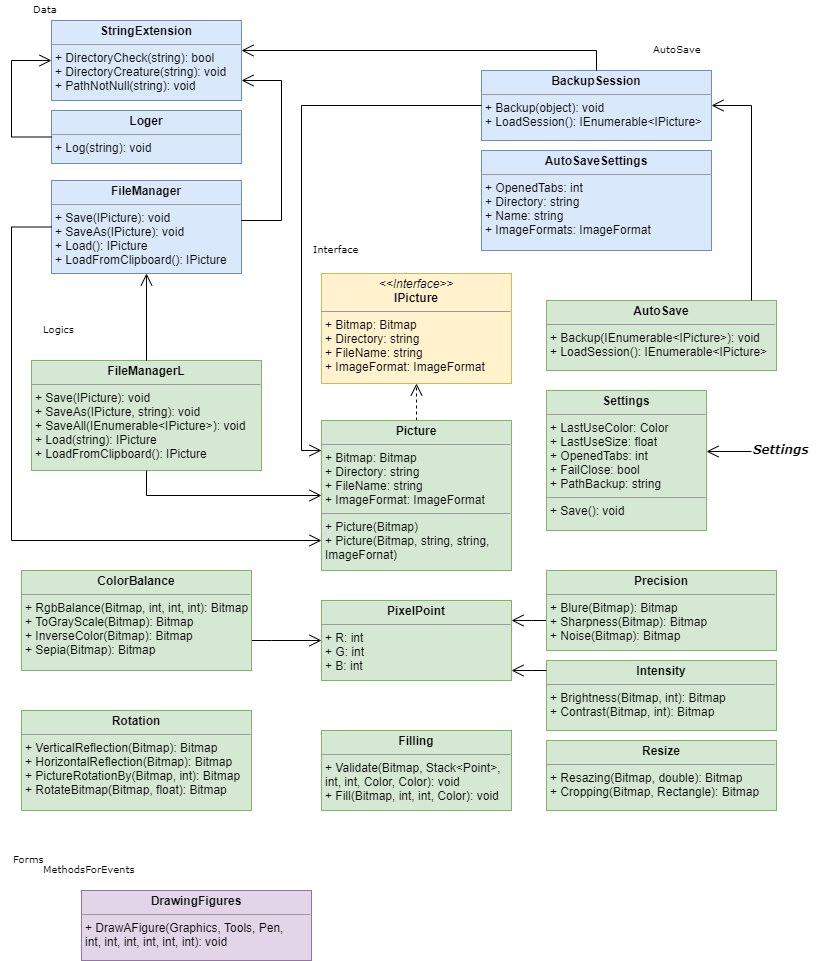 Data
StringExtension
+ DirectoryCheck(string): bool
+ DirectoryCreature(string): void
+ PathNotNull(string): void
Loger
+ Log(string): void
FileManager
+ Save(IPicture): void
+ SaveAs(IPicture): void
+ Load(): IPicture
+ LoadFromClipboard(): IPicture
AutoSave
BackupSession
+ Backup(object): void
+ LoadSession(): IEnumerable<IPicture>
AutoSaveSettings
+ OpenedTabs: int
+ Directory: string
+ Name: string
+ ImageFormats: ImageFormat
Interface
<<Interface>>
IPicture
+ Bitmap: Bitmap
+ Directory: string
+ FileName: string
+ ImageFormat: ImageFormat
Logics
FileManagerL
+ Save(IPicture): void
+ SaveAs(IPicture, string): void
+ SaveAll(IEnumerable<IPicture>): void
+ Load(string): IPicture
+ LoadFromClipboard(): IPicture
Picture
+ Bitmap: Bitmap
+ Directory: string
+ FileName: string
+ ImageFormat: ImageFormat
+ Picture(Bitmap)
+ Picture(Bitmap, string, string,
ImageFornat)
AutoSave
+ Backup(IEnumerable<IPicture>): void
+ LoadSession(): IEnumerable<IPicture>
Settings
+ LastUseColor: Color
+ LastUseSize: float
+ OpenedTabs: int
+ FailClose: bool
+ PathBackup: string
+ Save(): void
Settings
ColorBalance
+ RgbBalance(Bitmap, int, int, int): Bitmap
+ ToGrayScale(Bitmap): Bitmap
+ InverseColor(Bitmap): Bitmap
+ Sepia(Bitmap): Bitmap
PixelPoint
+ R: int
+ G: int
+ B: int
Precision
+ Blure(Bitmap): Bitmap
+ Sharpness(Bitmap): Bitmap
+ Noise(Bitmap): Bitmap
Intensity
+ Brightness(Bitmap, int): Bitmap
+ Contrast(Bitmap, int): Bitmap
Rotation
+ VerticalReflection(Bitmap): Bitmap
+ HorizontalReflection(Bitmap): Bitmap
+ PictureRotationBy(Bitmap, int): Bitmap
+ RotateBitmap(Bitmap, float): Bitmap
Filling
+ Validate(Bitmap, Stack<Point>,
int, int, Color, Color): void
+ Fill(Bitmap, int, int, Color): void
Resize
+ Resazing(Bitmap, double): Bitmap
+ Cropping(Bitmap, Rectangle): Bitmap
Forms
MethodsForEvents
DrawingFigures
+ DrawAFigure(Graphics, Tools, Pen,
int, int, int, int, int, int): void